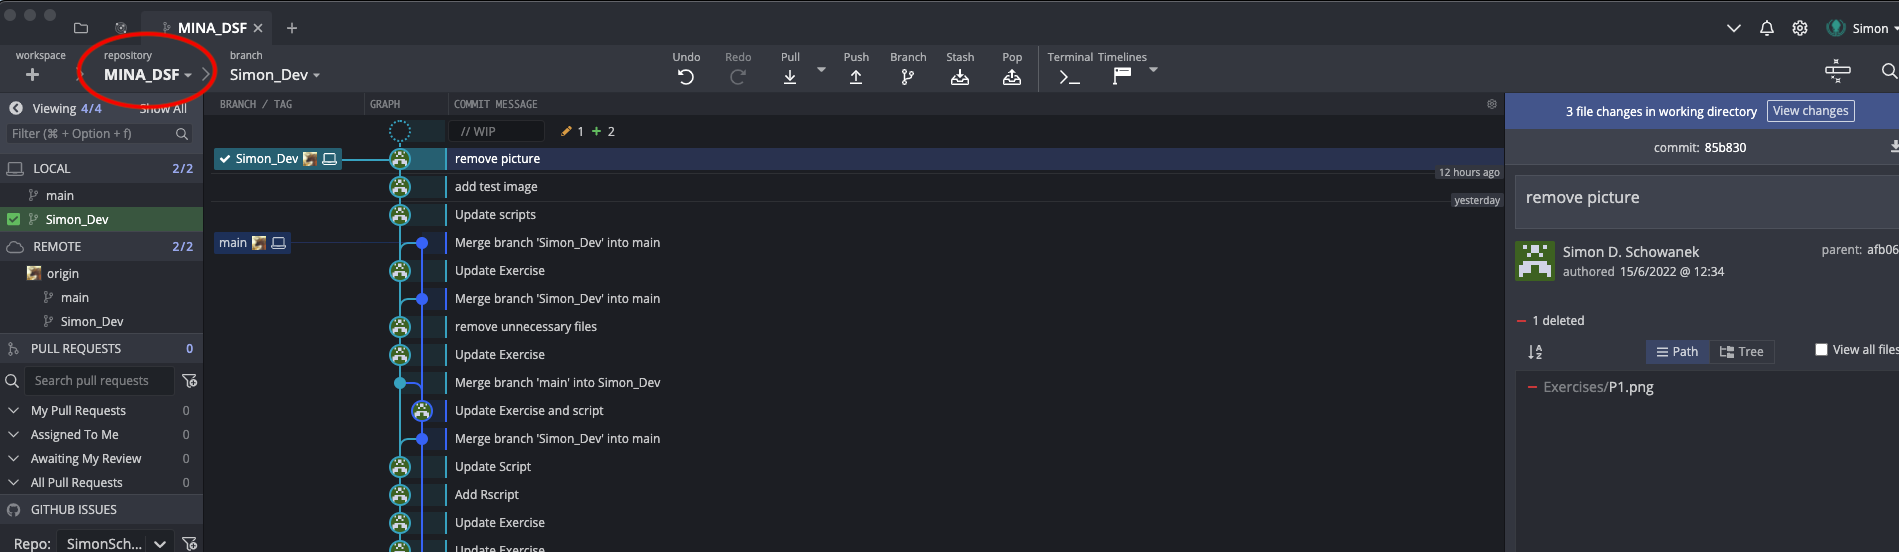 MINA_DSF
Simon
workspace
repository
MINA_DSF
branch
Simon_Dev
Undo
Redo
Pull
Push
Branch
Stash
Pop
Terminal
Timelines
Viewing 4/4
Show All
Filter (⌘ + Option + f)
LOCAL 2/2
main
Simon_Dev
REMOTE 2/2
origin
main
Simon_Dev
PULL REQUESTS 0
Search pull requests
My Pull Requests 0
Assigned To Me 0
Awaiting My Review 0
All Pull Requests 0
GITHUB ISSUES
Repo: SimonSch...
BRANCH / TAG GRAPH COMMIT MESSAGE
// WIP 1 + 2
Simon_Dev remove picture
12 hours ago
add test image
yesterday
Update scripts
main Merge branch 'Simon_Dev' into main
Update Exercise
Merge branch 'Simon_Dev' into main
remove unnecessary files
Update Exercise
Merge branch 'main' into Simon_Dev
Update Exercise and script
Merge branch 'Simon_Dev' into main
Update Script
Add Rscript
Update Exercise
Update Exercise
3 file changes in working directory View changes
commit: 85b830
remove picture
Simon D. Schowanek
authored 15/6/2022 @ 12:34
parent: afb06
1 deleted
Path Tree View all files
Exercises/P1.png